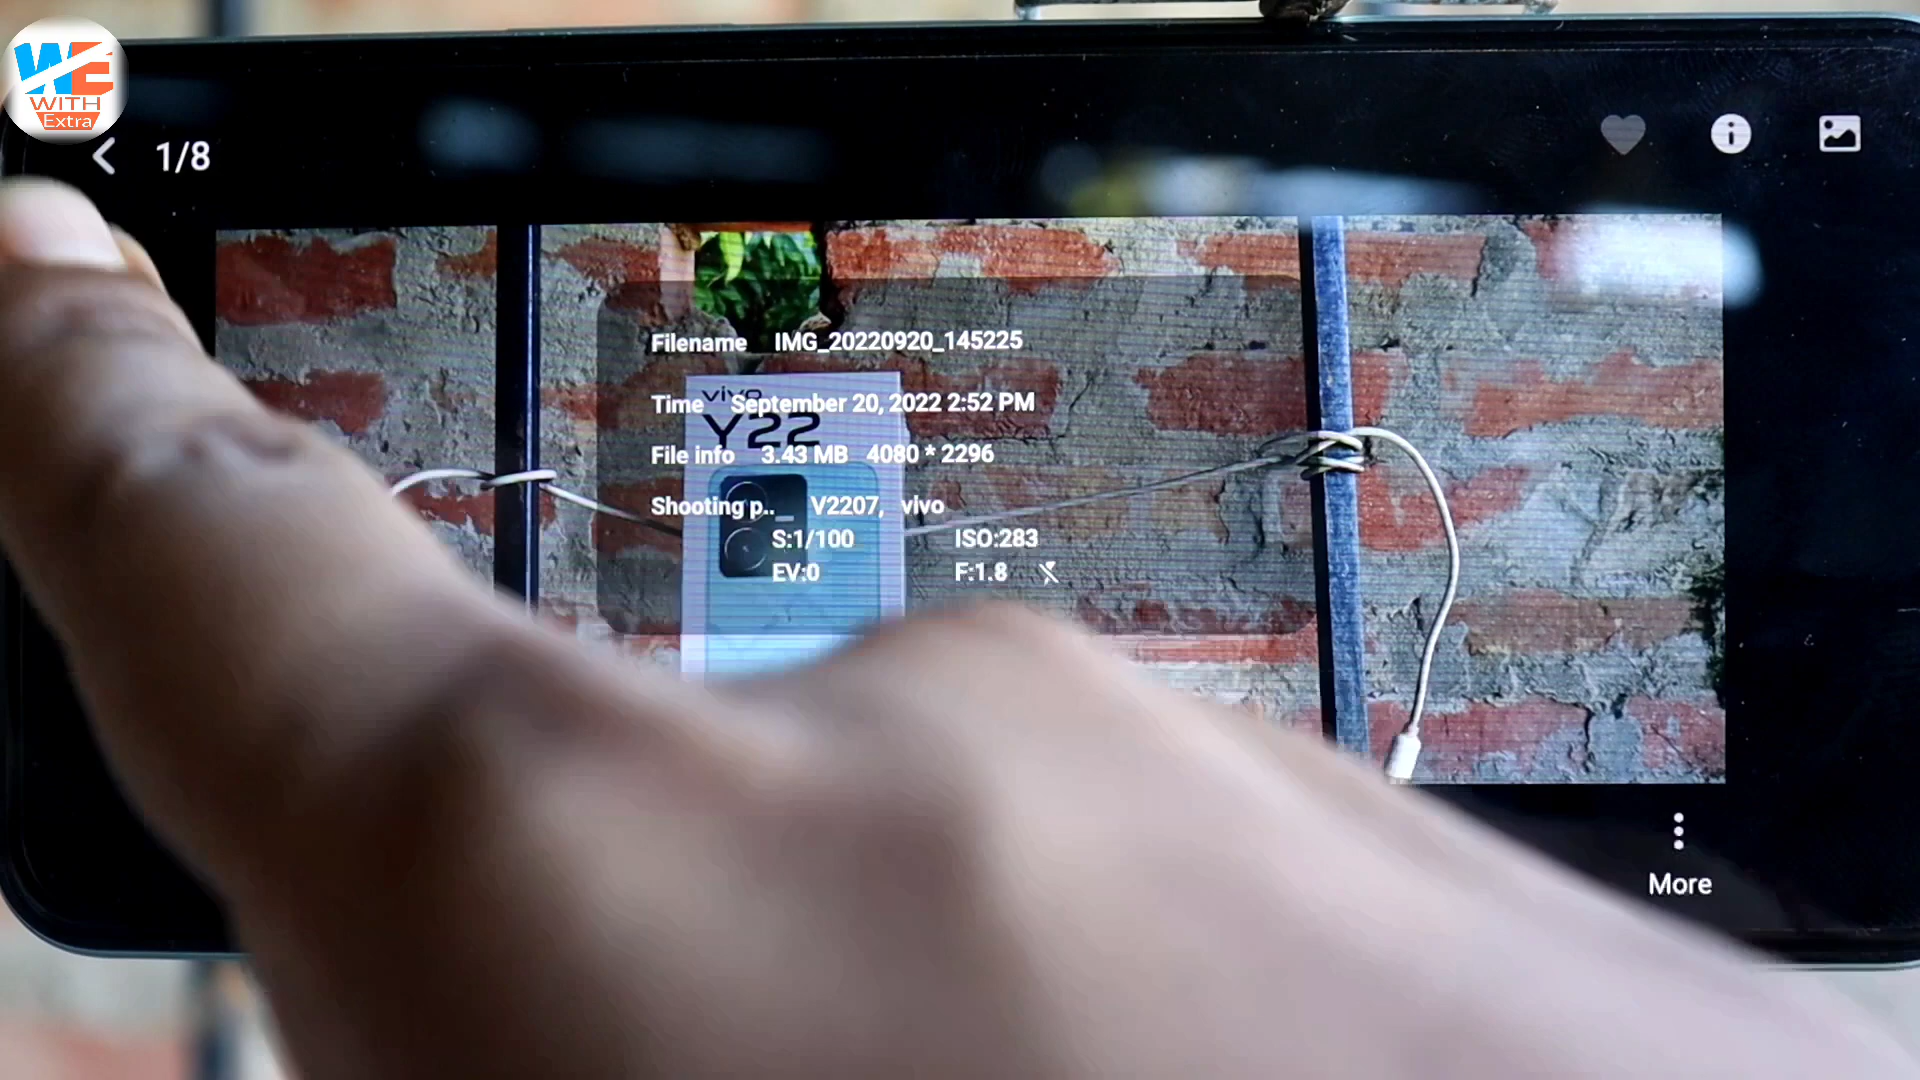 WE
WITH
Extra
1/8
Filename IMG_20220920_145225
Time September 20, 2022 2:52 PM
File info 3.43 MB 4080 * 2296
Shooting p.. V2207, vivo
S:1/100 ISO:283
EV:0 F:1.8
vivo
Y22
More